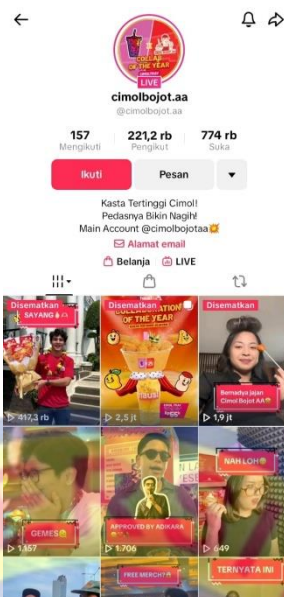 COLLAB
OF THE YEAR
LIVE
cimolbojot.aa
@cimolbojot.aa
157
Mengikuti
221,2 rb
Pengikut
774 rb
Suka
Ikuti
Pesan
Kasta Tertinggi Cimol!
Pedasnya Bikin Nagih!
Main Account @cimolbojotaa💥
Alamat email
Belanja
LIVE
Disematkan
SAYANG
417,3 rb
Disematkan
OF THE YEAR
2,5 jt
Disematkan
Bernadya jajan
Cimol Bojot AA
1,9 jt
GEMES
1.157
APPROVED BY ADIKARA
1.706
NAH LOH
649
FREE MERCH?
TERNYATA INI